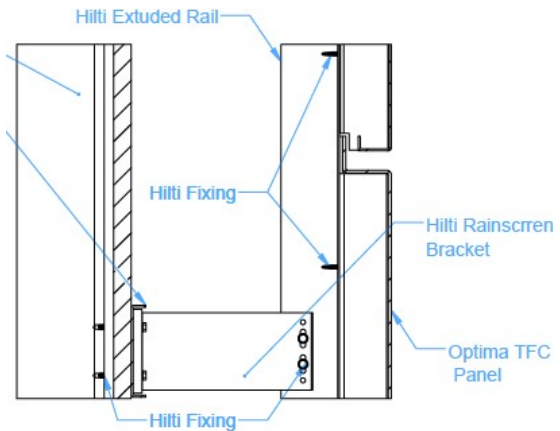 Hilti Extuded Rail
Hilti Fixing
Hilti Rainscrren
Bracket
Optima TFC
Panel
Hilti Fixing